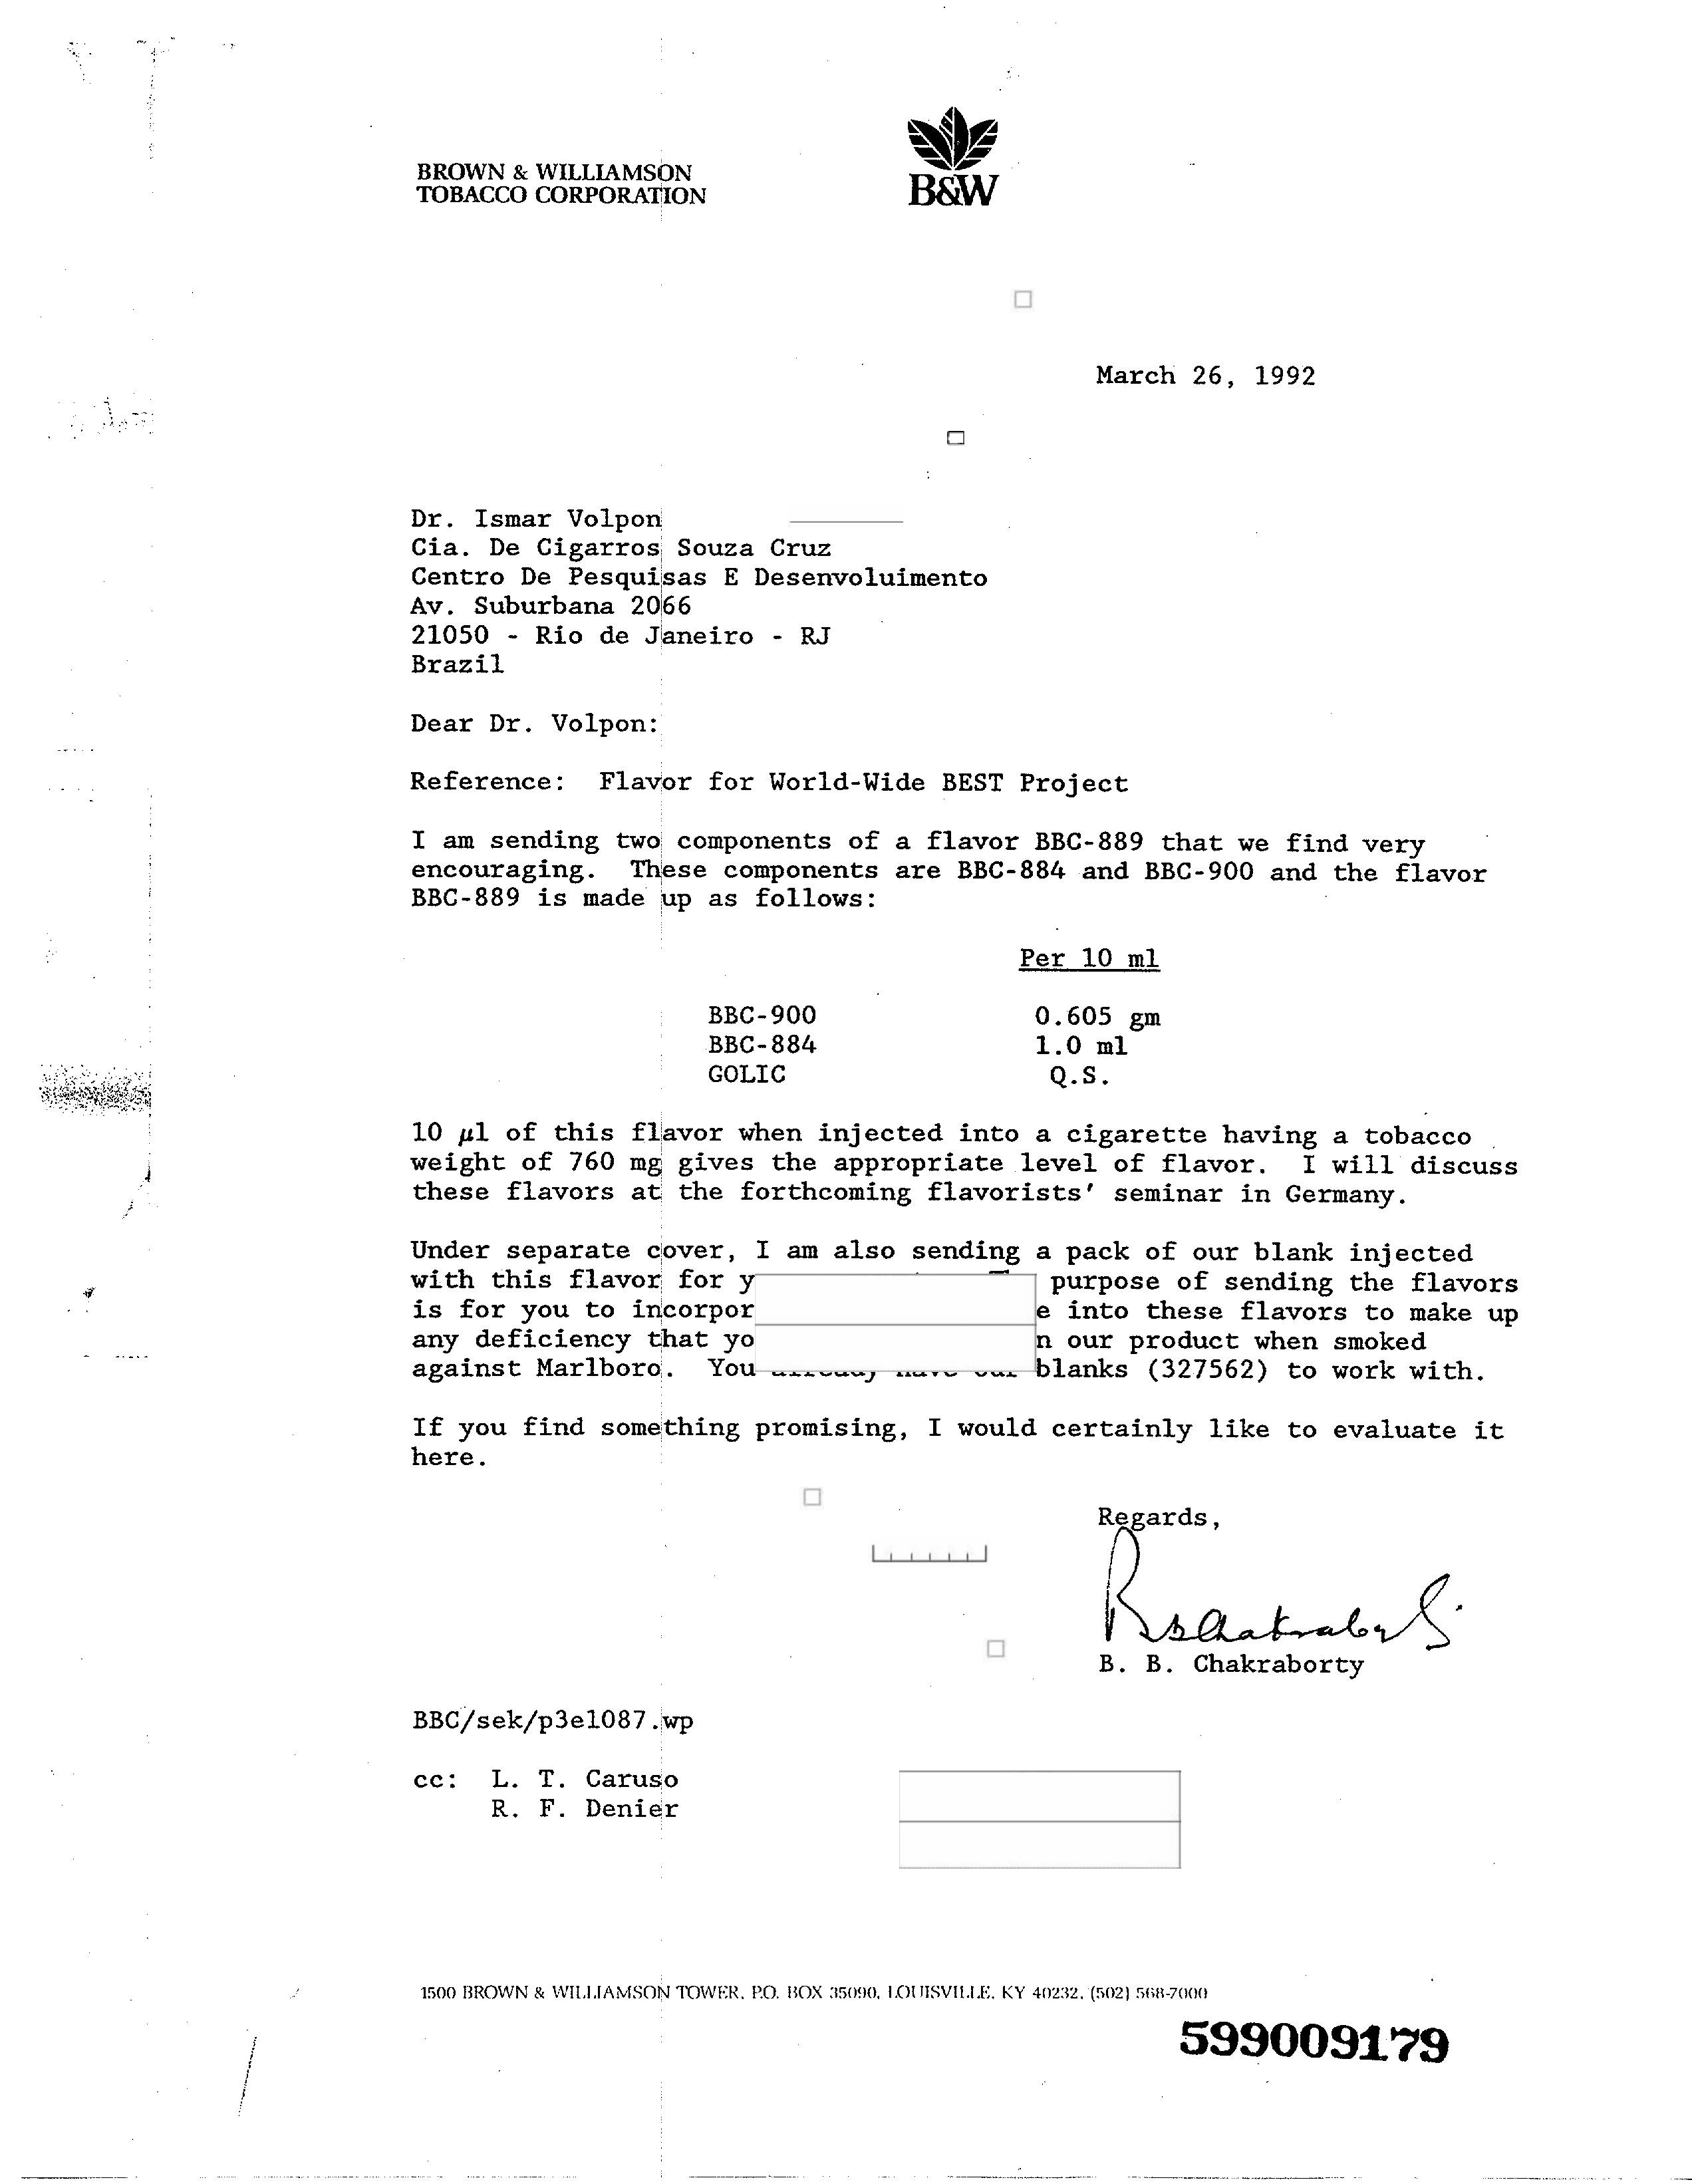 BROWN & WILLIAMSON
TOBACCO CORPORATION
B&W
March 26, 1992
Dr. Ismar Volpon
Cia. De Cigarros Souza Cruz
Centro De Pesquisas E Desenvoluimento
Av. Suburbana 2066
21050 - Rio de Janeiro - RJ
Brazil
Dear Dr. Volpon:
Reference: Flavor for World-Wide BEST Project
I am sending two components of a flavor BBC-889 that we find very
encouraging. These components are BBC-884 and BBC-900 and the flavor
BBC-889 is made up as follows:
Per 10 ml
BBC-900 0.605 gm
BBC-884 1.0 ml
GOLIC Q.S.
10 µl of this flavor when injected into a cigarette having a tobacco
weight of 760 mg gives the appropriate level of flavor. I will discuss
these flavors at the forthcoming flavorists' seminar in Germany.
Under separate cover, I am also sending a pack of our blank injected
with this flavor for purpose of sending the flavors
is for you to into these flavors to make up
any deficiency that our product when smoked
against Marlboro. You blanks (327562) to work with.
If you find something promising, I would certainly like to evaluate it
here.
Regards,
B. B. Chakraborty
BBC/sek/p3e1087.wp
cc: L. T. Caruso
R. F. Denier
1500 BROWN & WILLIAMSON TOWER, P.O. BOX 35090, LOUISVILLE, KY 40232, (502) 568-7000
599009179